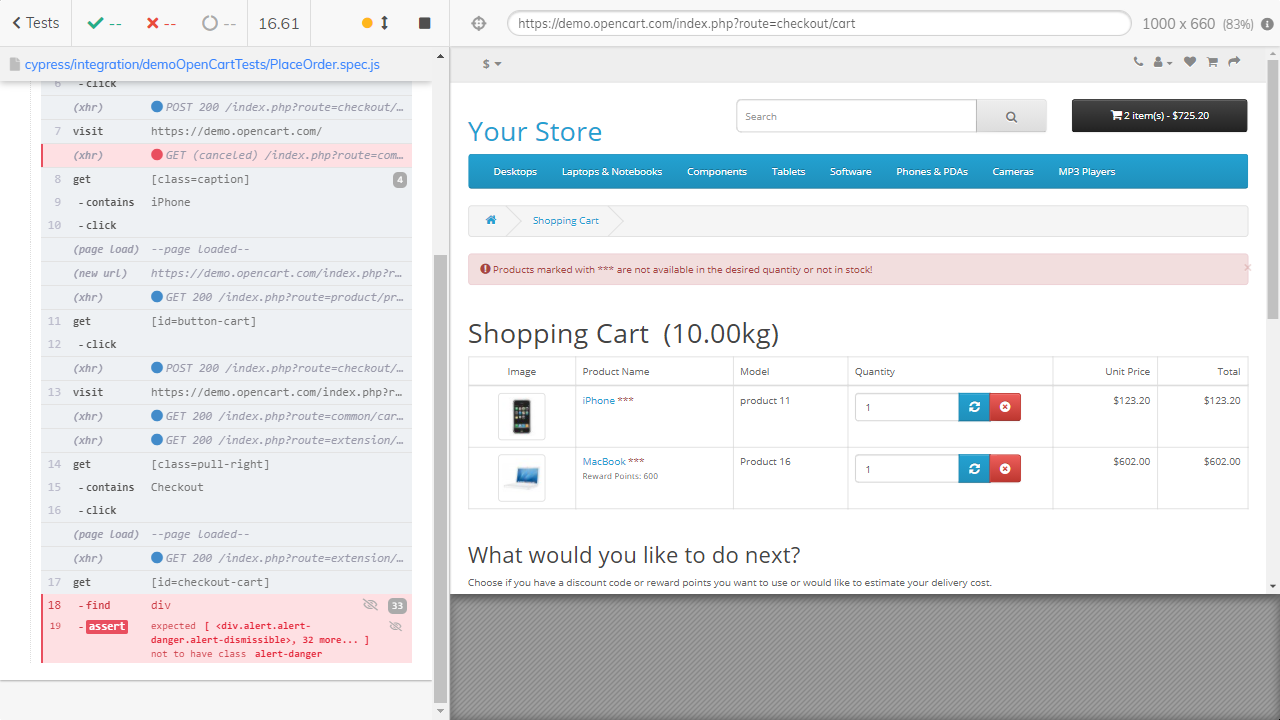 Tests
--
--
--
16.61
https://demo.opencart.com/index.php?route=checkout/cart
1000 x 660 (83%)
cypress/integration/demoOpenCartTests/PlaceOrder.spec.js
6 - click
(xhr) POST 200 /index.php?route=checkout/…
7 visit https://demo.opencart.com/
(xhr) GET (canceled) /index.php?route=com…
8 get [class=caption] 4
9 - contains iPhone
10 - click
(page load) --page loaded--
(new url) https://demo.opencart.com/index.php?r…
(xhr) GET 200 /index.php?route=product/pr…
11 get [id=button-cart]
12 - click
(xhr) POST 200 /index.php?route=checkout/…
13 visit https://demo.opencart.com/index.php?r…
(xhr) GET 200 /index.php?route=common/car…
(xhr) GET 200 /index.php?route=extension/…
14 get [class=pull-right]
15 - contains Checkout
16 - click
(page load) --page loaded--
(xhr) GET 200 /index.php?route=extension/…
17 get [id=checkout-cart]
18 - find div 33
19 - assert expected [ <div.alert.alert-
danger.alert-dismissible>, 32 more... ]
not to have class alert-danger
$
Your Store
Search
2 item(s) - $725.20
Desktops Laptops & Notebooks Components Tablets Software Phones & PDAs Cameras MP3 Players
Shopping Cart
Products marked with *** are not available in the desired quantity or not in stock!
×
Shopping Cart (10.00kg)
Image Product Name Model Quantity Unit Price Total
iPhone *** product 11 1 $123.20 $123.20
MacBook *** Product 16 1 $602.00 $602.00
Reward Points: 600
What would you like to do next?
Choose if you have a discount code or reward points you want to use or would like to estimate your delivery cost.